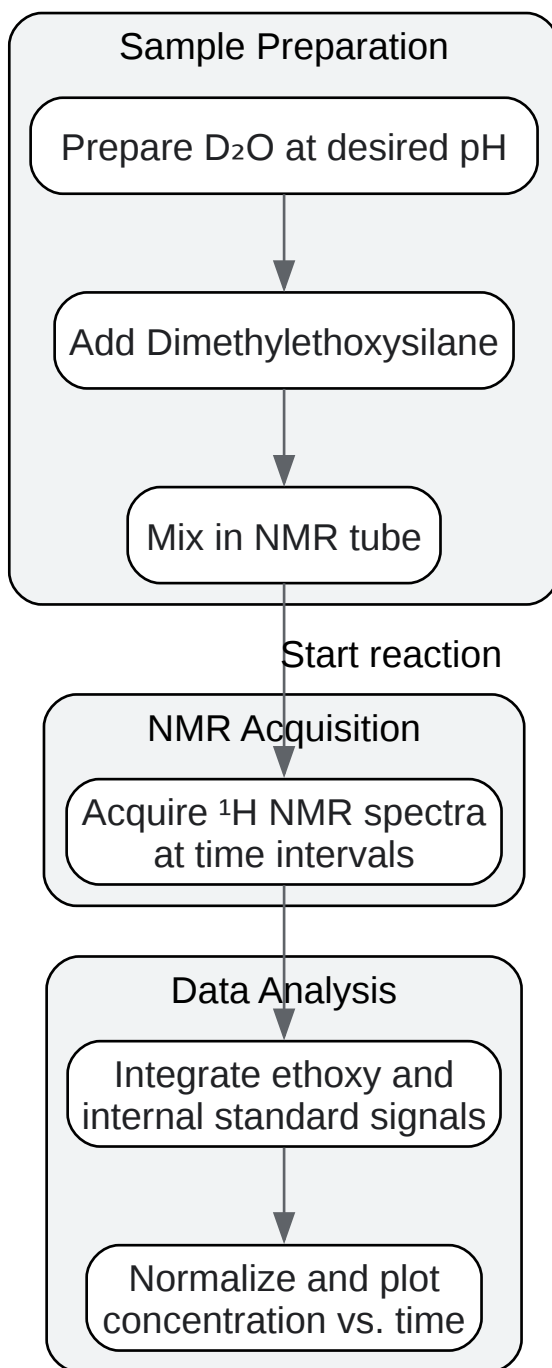 Sample Preparation
Prepare D₂O at desired pH
Add Dimethylethoxysilane
Mix in NMR tube
Start reaction
NMR Acquisition
Acquire ¹H NMR spectra
at time intervals
Data Analysis
Integrate ethoxy and
internal standard signals
Normalize and plot
concentration vs. time